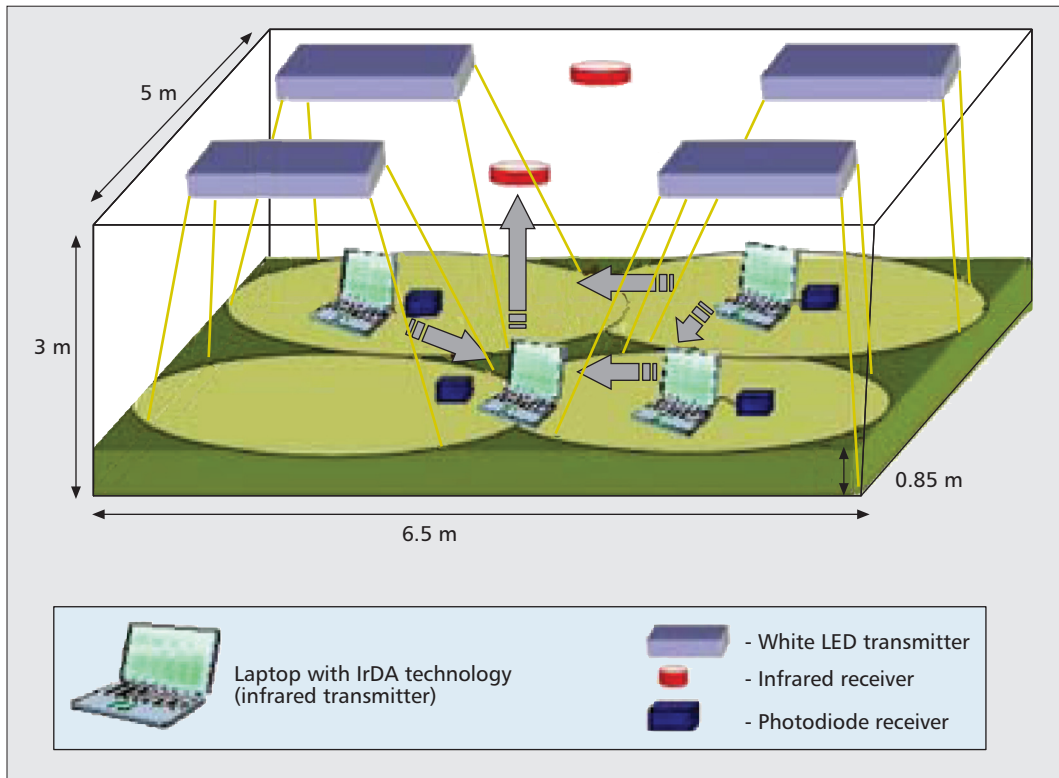 5 m
3 m
0.85 m
6.5 m
Laptop with IrDA technology
(infrared transmitter)
- White LED transmitter
- Infrared receiver
- Photodiode receiver